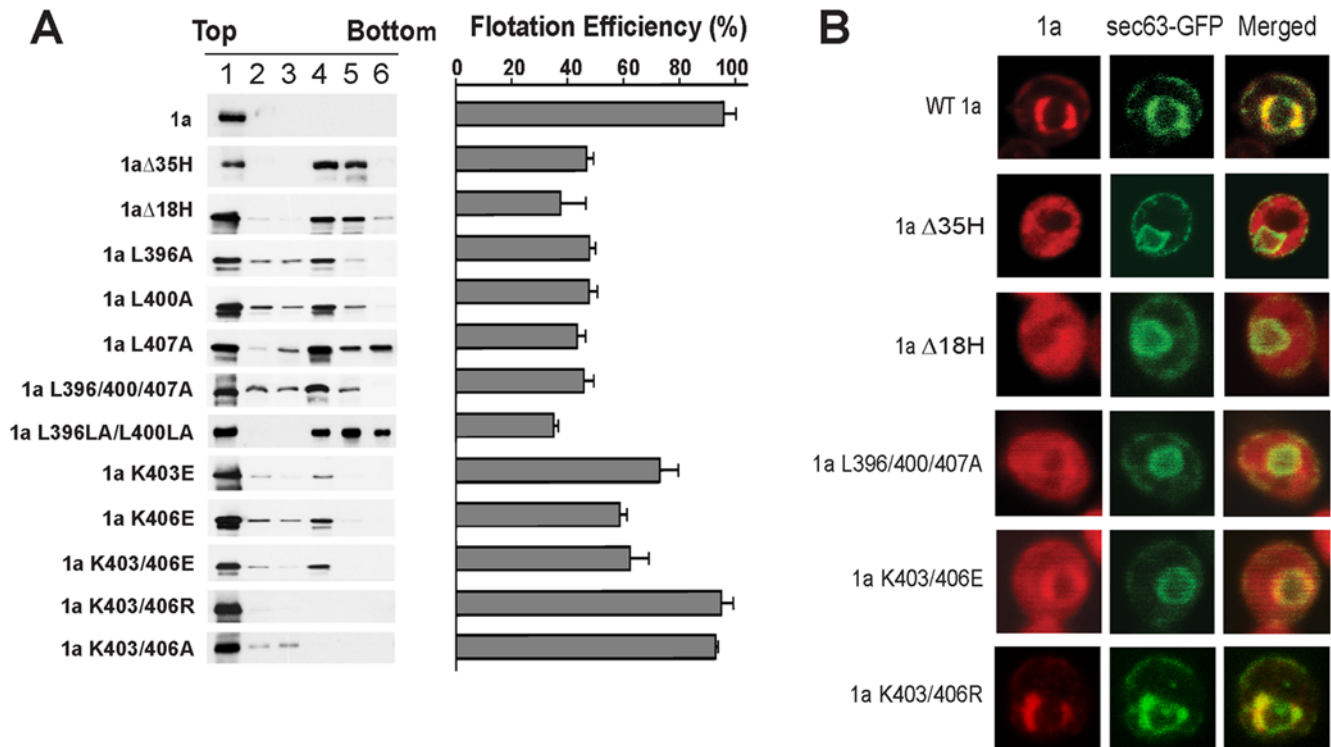 A
Top Bottom
1 2 3 4 5 6
Flotation Efficiency (%)
0 20 40 60 80 100
1a
1aΔ35H
1aΔ18H
1a L396A
1a L400A
1a L407A
1a L396/400/407A
1a L396LA/L400LA
1a K403E
1a K406E
1a K403/406E
1a K403/406R
1a K403/406A
B
1a sec63-GFP Merged
WT 1a
1a Δ35H
1a Δ18H
1a L396/400/407A
1a K403/406E
1a K403/406R